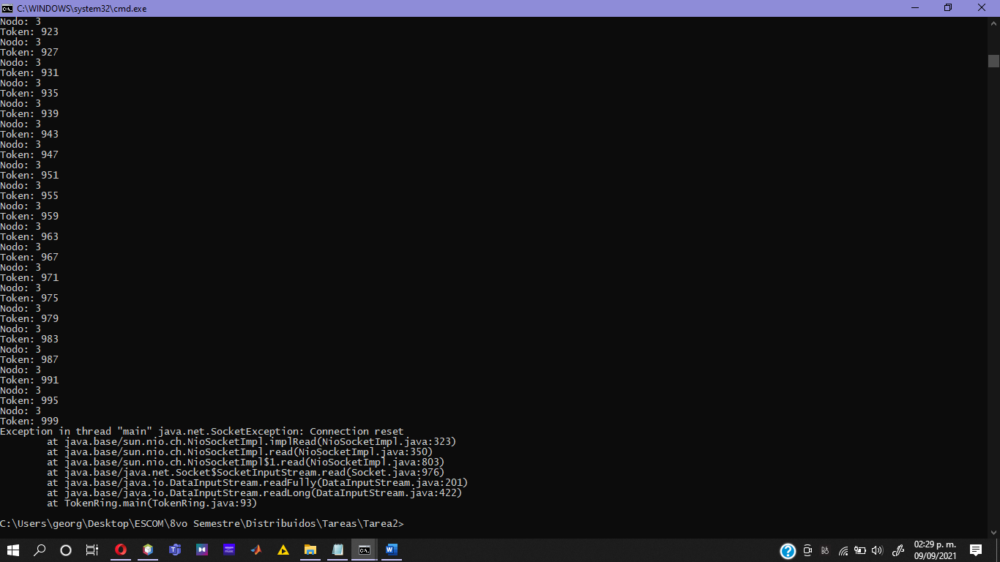 C:\WINDOWS\system32\cmd.exe
Nodo: 3
Token: 923
Nodo: 3
Token: 927
Nodo: 3
Token: 931
Nodo: 3
Token: 935
Nodo: 3
Token: 939
Nodo: 3
Token: 943
Nodo: 3
Token: 947
Nodo: 3
Token: 951
Nodo: 3
Token: 955
Nodo: 3
Token: 959
Nodo: 3
Token: 963
Nodo: 3
Token: 967
Nodo: 3
Token: 971
Nodo: 3
Token: 975
Nodo: 3
Token: 979
Nodo: 3
Token: 983
Nodo: 3
Token: 987
Nodo: 3
Token: 991
Nodo: 3
Token: 995
Nodo: 3
Token: 999
Exception in thread "main" java.net.SocketException: Connection reset
        at java.base/sun.nio.ch.NioSocketImpl.implRead(NioSocketImpl.java:323)
        at java.base/sun.nio.ch.NioSocketImpl.read(NioSocketImpl.java:350)
        at java.base/sun.nio.ch.NioSocketImpl$1.read(NioSocketImpl.java:803)
        at java.base/java.net.Socket$SocketInputStream.read(Socket.java:976)
        at java.base/java.io.DataInputStream.readFully(DataInputStream.java:201)
        at java.base/java.io.DataInputStream.readLong(DataInputStream.java:422)
        at TokenRing.main(TokenRing.java:93)
C:\Users\georg\Desktop\ESCOM\8vo Semestre\Distribuidos\Tareas\Tarea2>
02:29 p. m.
09/09/2021